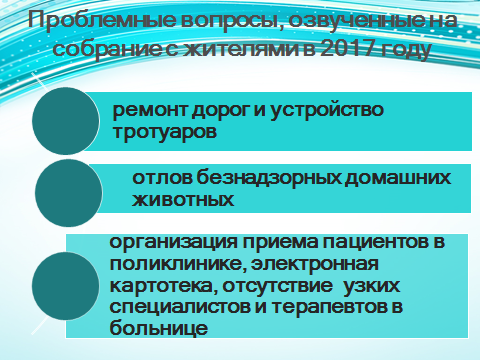 Проблемные вопросы, озвученные на
собрание с жителями в 2017 году
ремонт дорог и устройство
тротуаров
отлов безнадзорных домашних
животных
организация приема пациентов в
поликлинике, электронная
картотека, отсутствие узких
специалистов и терапевтов в
больнице